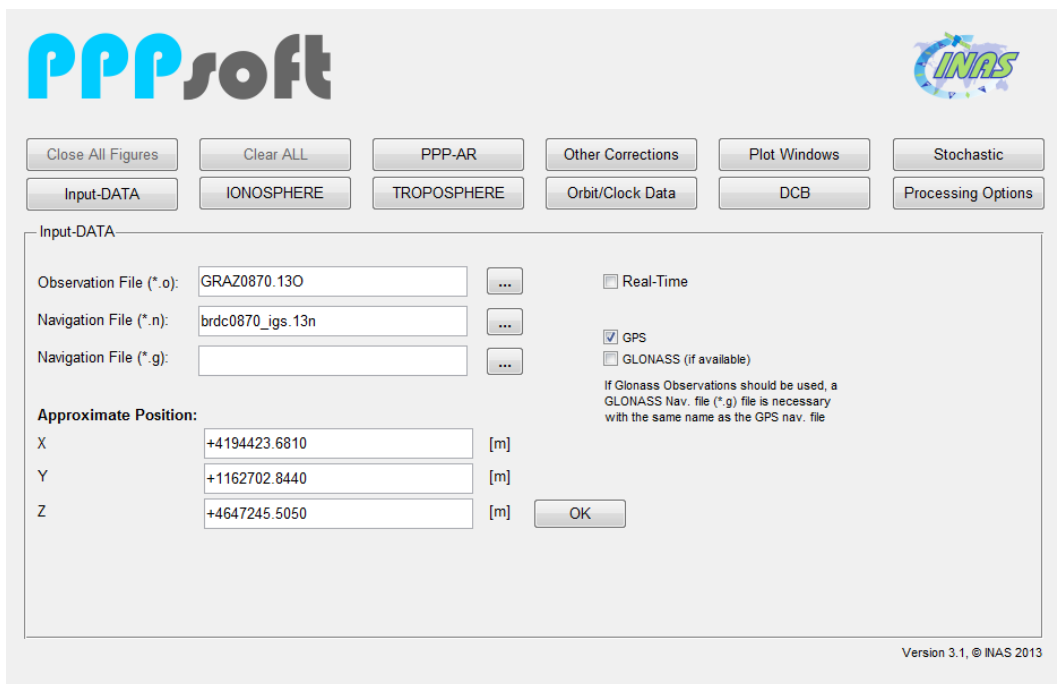 PPPsoft
INAS
Close All Figures
Clear ALL
PPP-AR
Other Corrections
Plot Windows
Stochastic
Input-DATA
IONOSPHERE
TROPOSPHERE
Orbit/Clock Data
DCB
Processing Options
Input-DATA
Observation File (*.o):
GRAZ0870.13O
...
Real-Time
Navigation File (*.n):
brdc0870_igs.13n
...
GPS
Navigation File (*.g):
...
GLONASS (if available)
If Glonass Observations should be used, a
GLONASS Nav. file (*.g) file is necessary
with the same name as the GPS nav. file
Approximate Position:
X
+4194423.6810
[m]
Y
+1162702.8440
[m]
Z
+4647245.5050
[m]
OK
Version 3.1, © INAS 2013